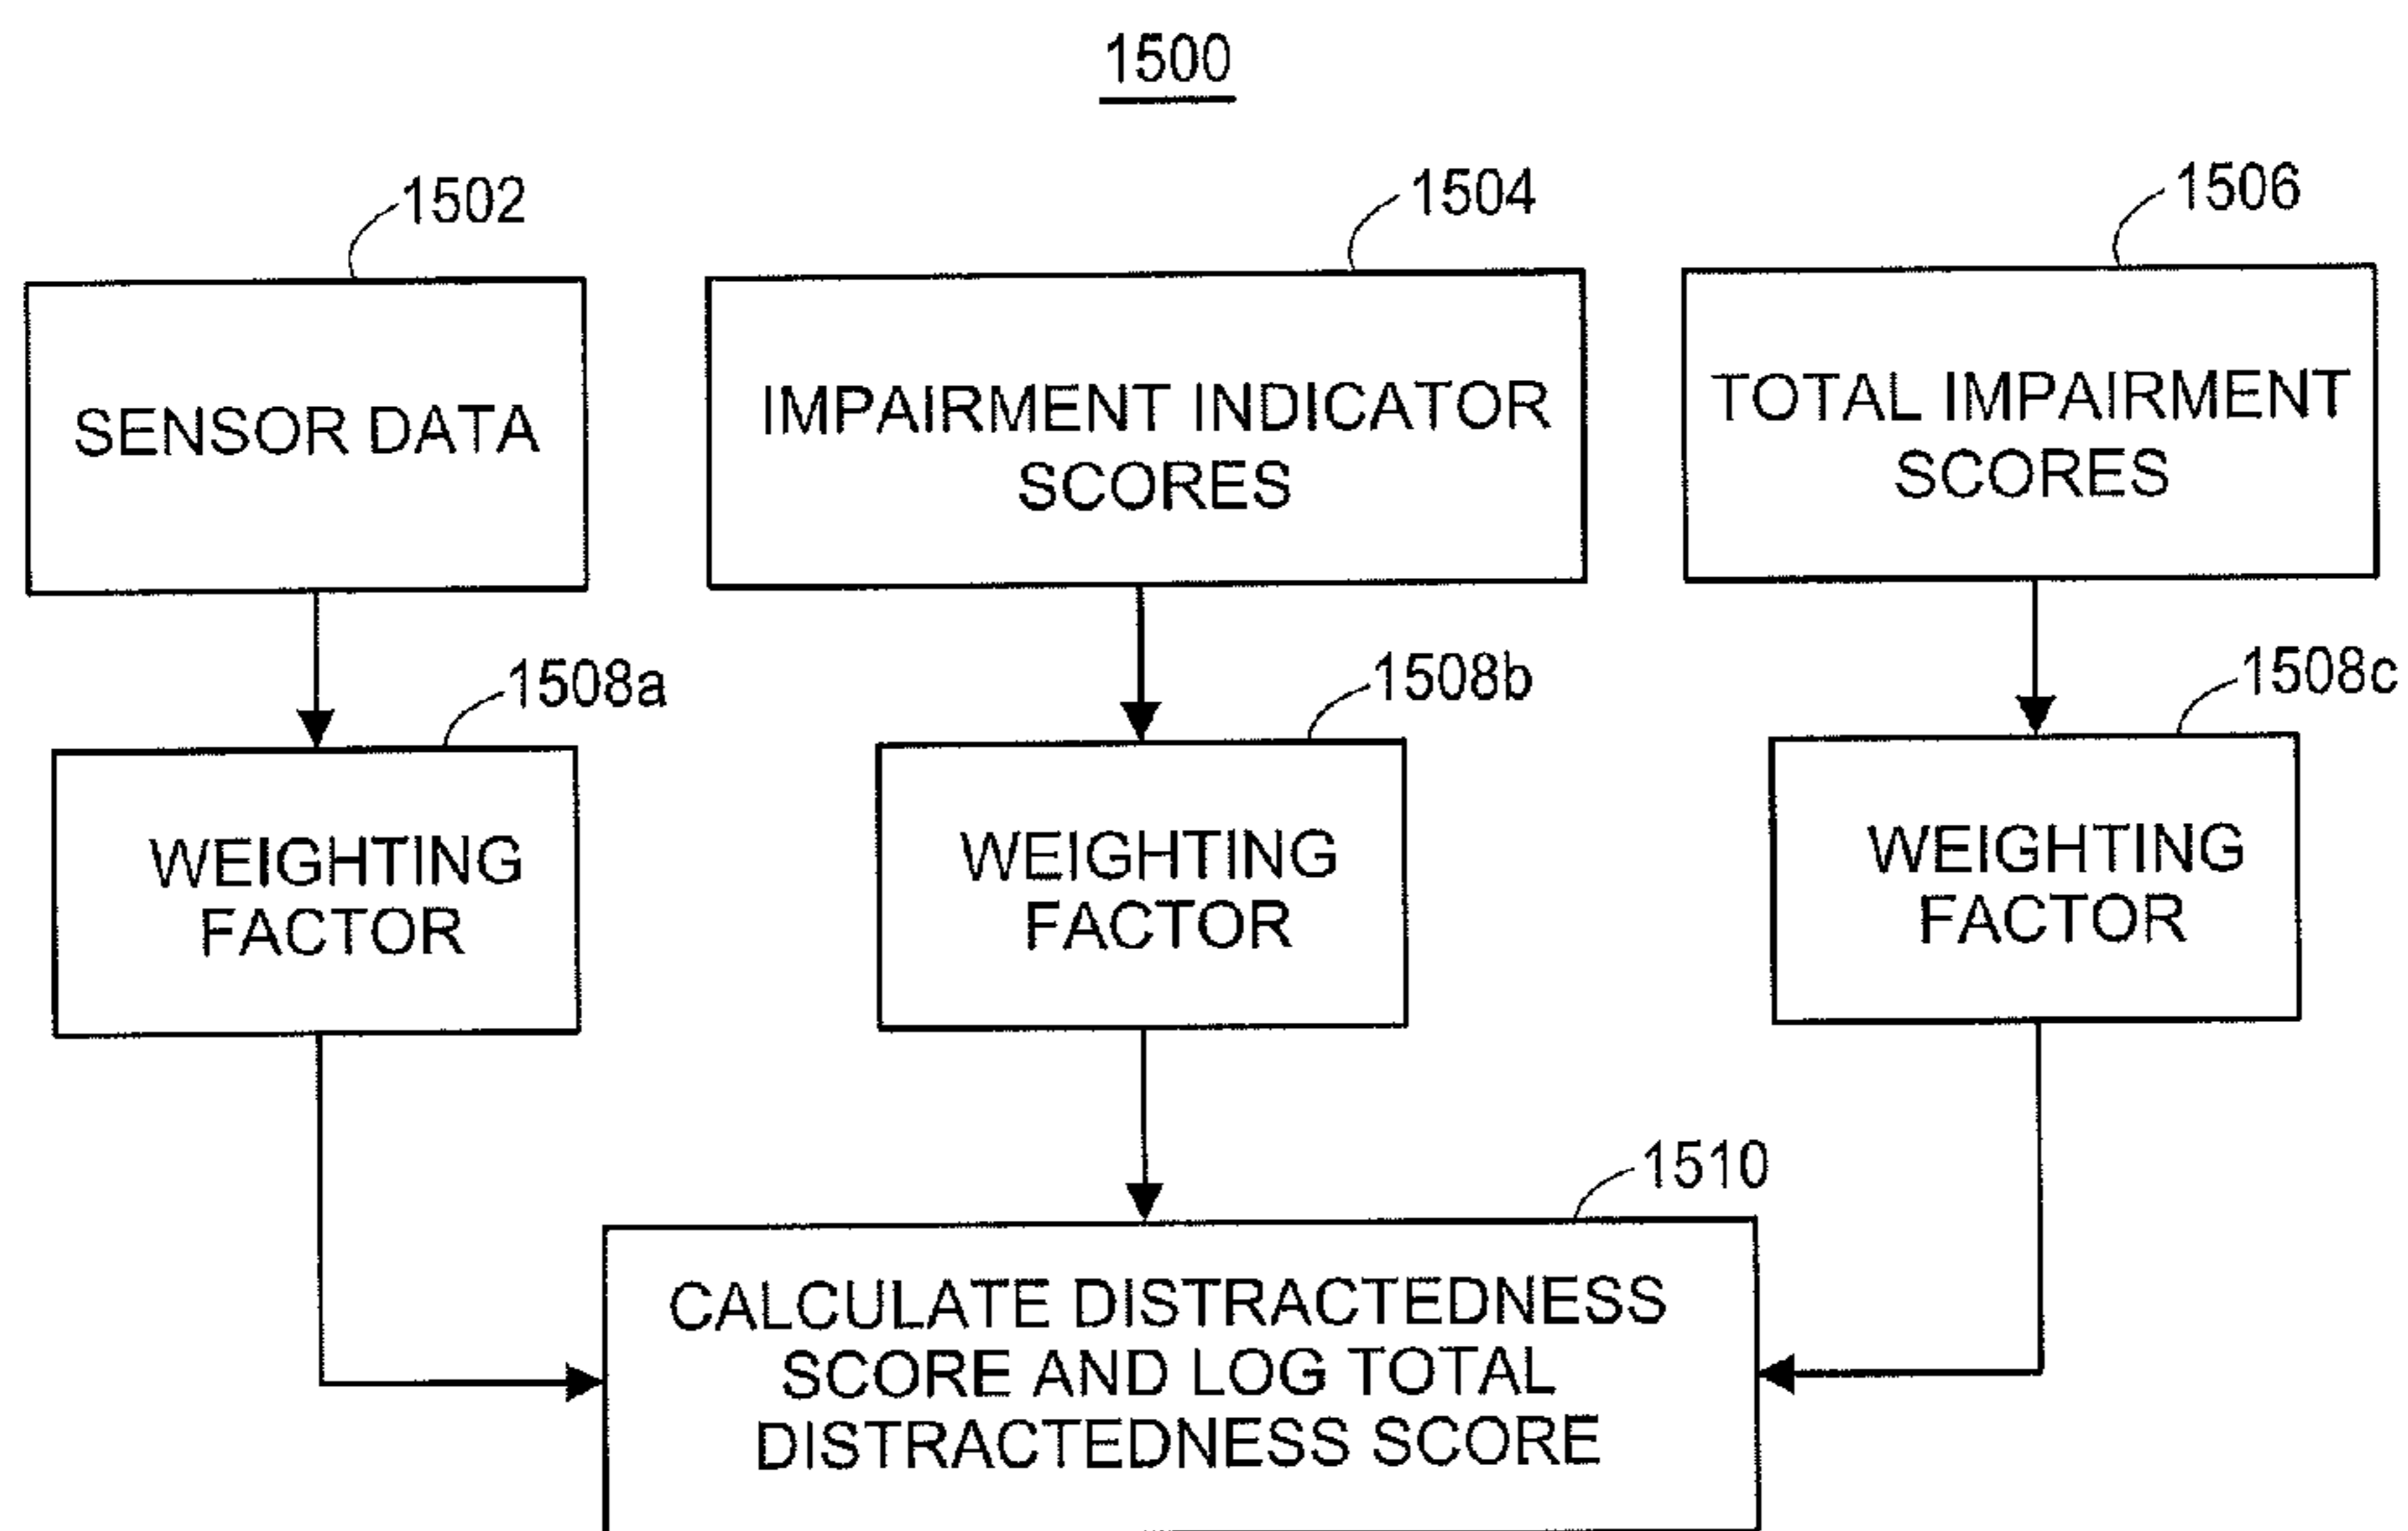 1500
1502
1504
1506
SENSOR DATA
IMPAIRMENT INDICATOR
SCORES
TOTAL IMPAIRMENT
SCORES
1508a
1508b
1508c
WEIGHTING
FACTOR
WEIGHTING
FACTOR
WEIGHTING
FACTOR
1510
CALCULATE DISTRACTEDNESS
SCORE AND LOG TOTAL
DISTRACTEDNESS SCORE